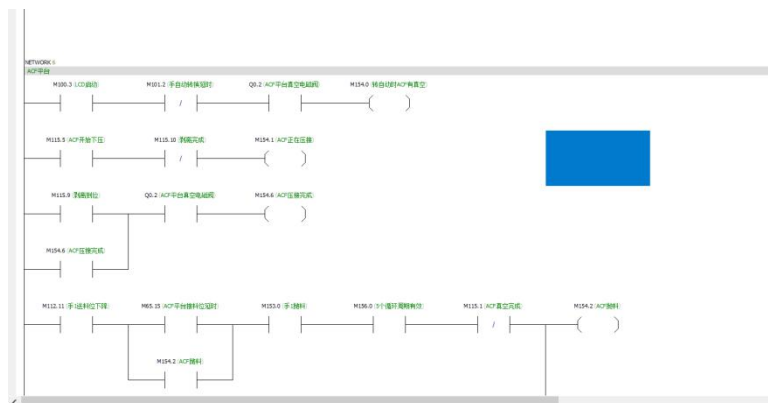 NETWORK 6
ACF平台
M100.3 (LCD自动) M101.2 (手自动转换延时) Q0.2 (ACF平台真空电磁阀) M154.0 (转自动时ACF有真空)
M115.5 (ACF开始下压) M115.10 (剥离完成) M154.1 (ACF正在压接)
M115.9 (剥离到位) Q0.2 (ACF平台真空电磁阀) M154.6 (ACF压接完成)
M154.6 (ACF压接完成)
M112.11 (手1送料位下降) M65.15 (ACF平台接料位延时) M153.0 (手1抛料) M156.0 (3个循环周期有效) M115.1 (ACF真空完成) M154.2 (ACF抛料)
M154.2 (ACF抛料)